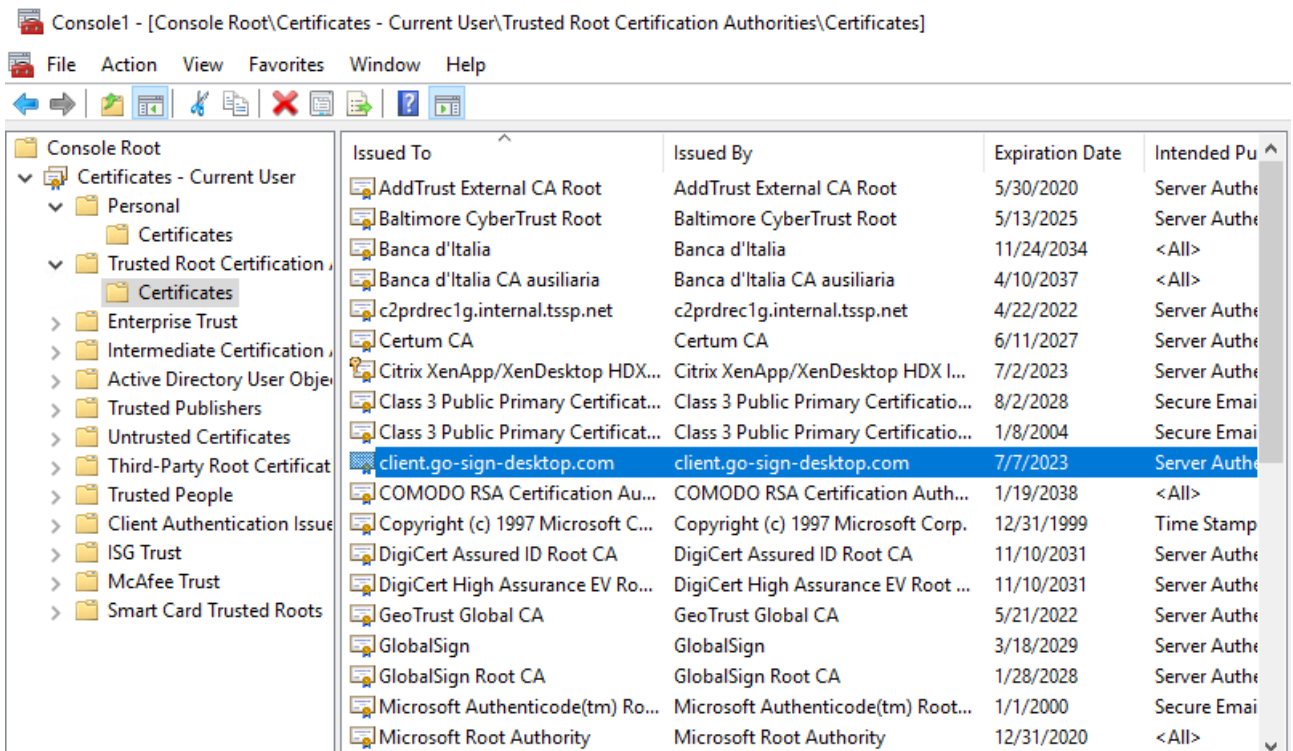 Console1 - [Console Root\Certificates - Current User\Trusted Root Certification Authorities\Certificates]
File Action View Favorites Window Help
Console Root
Certificates - Current User
Personal
Certificates
Trusted Root Certification
Certificates
Enterprise Trust
Intermediate Certification
Active Directory User Obje
Trusted Publishers
Untrusted Certificates
Third-Party Root Certificat
Trusted People
Client Authentication Issue
ISG Trust
McAfee Trust
Smart Card Trusted Roots
Issued To Issued By Expiration Date Intended Pu
AddTrust External CA Root AddTrust External CA Root 5/30/2020 Server Authe
Baltimore CyberTrust Root Baltimore CyberTrust Root 5/13/2025 Server Authe
Banca d'Italia Banca d'Italia 11/24/2034 <All>
Banca d'Italia CA ausiliaria Banca d'Italia CA ausiliaria 4/10/2037 <All>
c2prdrec1g.internal.tssp.net c2prdrec1g.internal.tssp.net 4/22/2022 Server Authe
Certum CA Certum CA 6/11/2027 Server Authe
Citrix XenApp/XenDesktop HDX... Citrix XenApp/XenDesktop HDX I... 7/2/2023 Server Authe
Class 3 Public Primary Certificat... Class 3 Public Primary Certificatio... 8/2/2028 Secure Emai
Class 3 Public Primary Certificat... Class 3 Public Primary Certificatio... 1/8/2004 Secure Emai
client.go-sign-desktop.com client.go-sign-desktop.com 7/7/2023 Server Authe
COMODO RSA Certification Au... COMODO RSA Certification Auth... 1/19/2038 <All>
Copyright (c) 1997 Microsoft C... Copyright (c) 1997 Microsoft Corp. 12/31/1999 Time Stamp
DigiCert Assured ID Root CA DigiCert Assured ID Root CA 11/10/2031 Server Authe
DigiCert High Assurance EV Ro... DigiCert High Assurance EV Root ... 11/10/2031 Server Authe
GeoTrust Global CA GeoTrust Global CA 5/21/2022 Server Authe
GlobalSign GlobalSign 3/18/2029 Server Authe
GlobalSign Root CA GlobalSign Root CA 1/28/2028 Server Authe
Microsoft Authenticode(tm) Ro... Microsoft Authenticode(tm) Root... 1/1/2000 Secure Emai
Microsoft Root Authority Microsoft Root Authority 12/31/2020 <All>